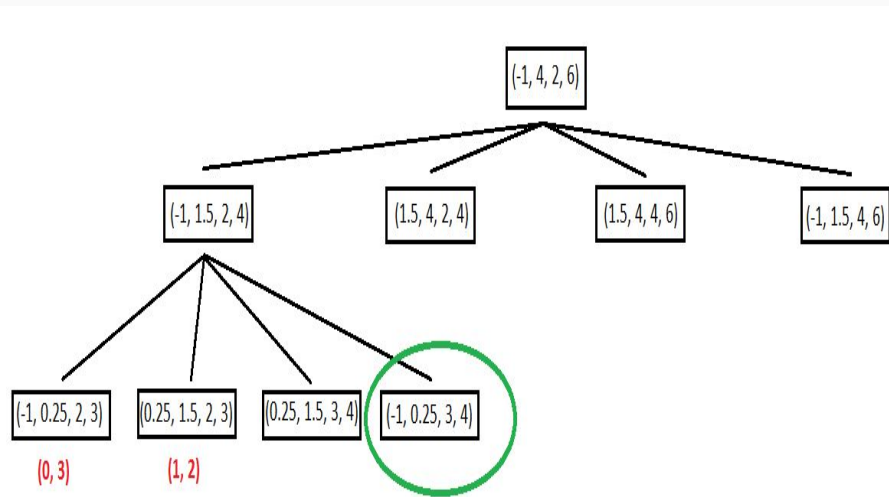 (-1, 4, 2, 6)
(-1, 1.5, 2, 4)
(1.5, 4, 2, 4)
(1.5, 4, 4, 6)
(-1, 1.5, 4, 6)
(-1, 0.25, 2, 3)
(0.25, 1.5, 2, 3)
(0.25, 1.5, 3, 4)
(-1, 0.25, 3, 4)
(0, 3)
(1, 2)